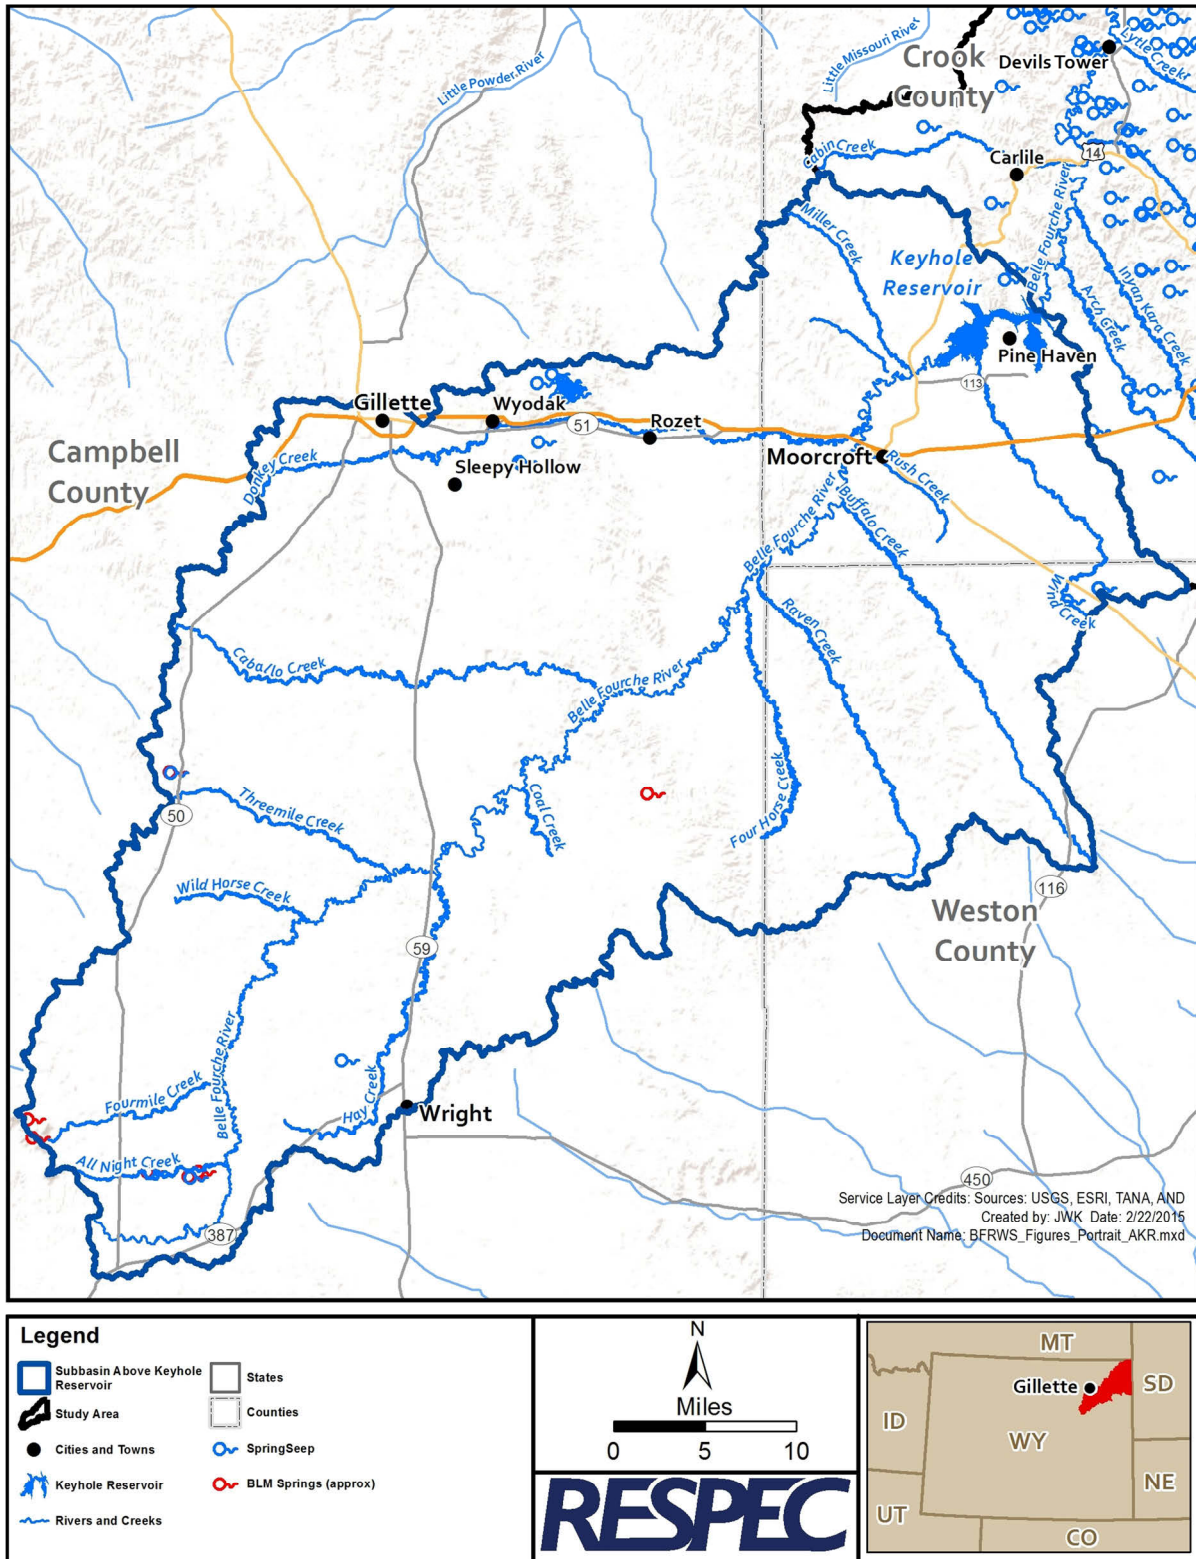 Little Missouri River
Crook
County
Devils Tower
Lytle Creek
Little Powder River
Cabin Creek
Carlile
14
Belle Fourche River
Miller Creek
Keyhole
Reservoir
Inyan Kara Creek
Arch Creek
Pine Haven
113
Gillette
Wyodak
51
Rozet
Campbell
County
Donkey Creek
Sleepy Hollow
Moorcroft
Rush Creek
Buffalo Creek
Belle Fourche River
Wind Creek
Raven Creek
Caballo Creek
Belle Fourche River
Four Horse Creek
Coal Creek
50
Threemile Creek
Wild Horse Creek
116
Weston
County
59
Belle Fourche River
Fourmile Creek
Hay Creek
Wright
All Night Creek
387
450
Service Layer Credits: Sources: USGS, ESRI, TANA, AND
Created by: JWK Date: 2/22/2015
Document Name: BFRWS_Figures_Portrait_AKR.mxd
Legend
Subbasin Above Keyhole
Reservoir
Study Area
Cities and Towns
Keyhole Reservoir
Rivers and Creeks
States
Counties
SpringSeep
BLM Springs (approx)
N
Miles
0 5 10
RESPEC
MT
Gillette
SD
ID
WY
NE
UT
CO